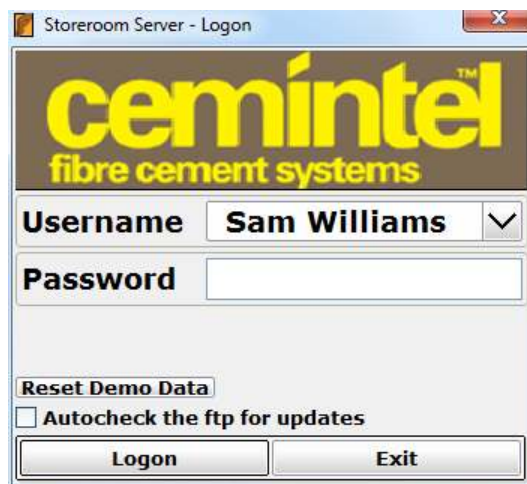 Storeroom Server - Logon
cemíntel™
fibre cement systems
Username Sam Williams
Password
Reset Demo Data
Autocheck the ftp for updates
Logon Exit